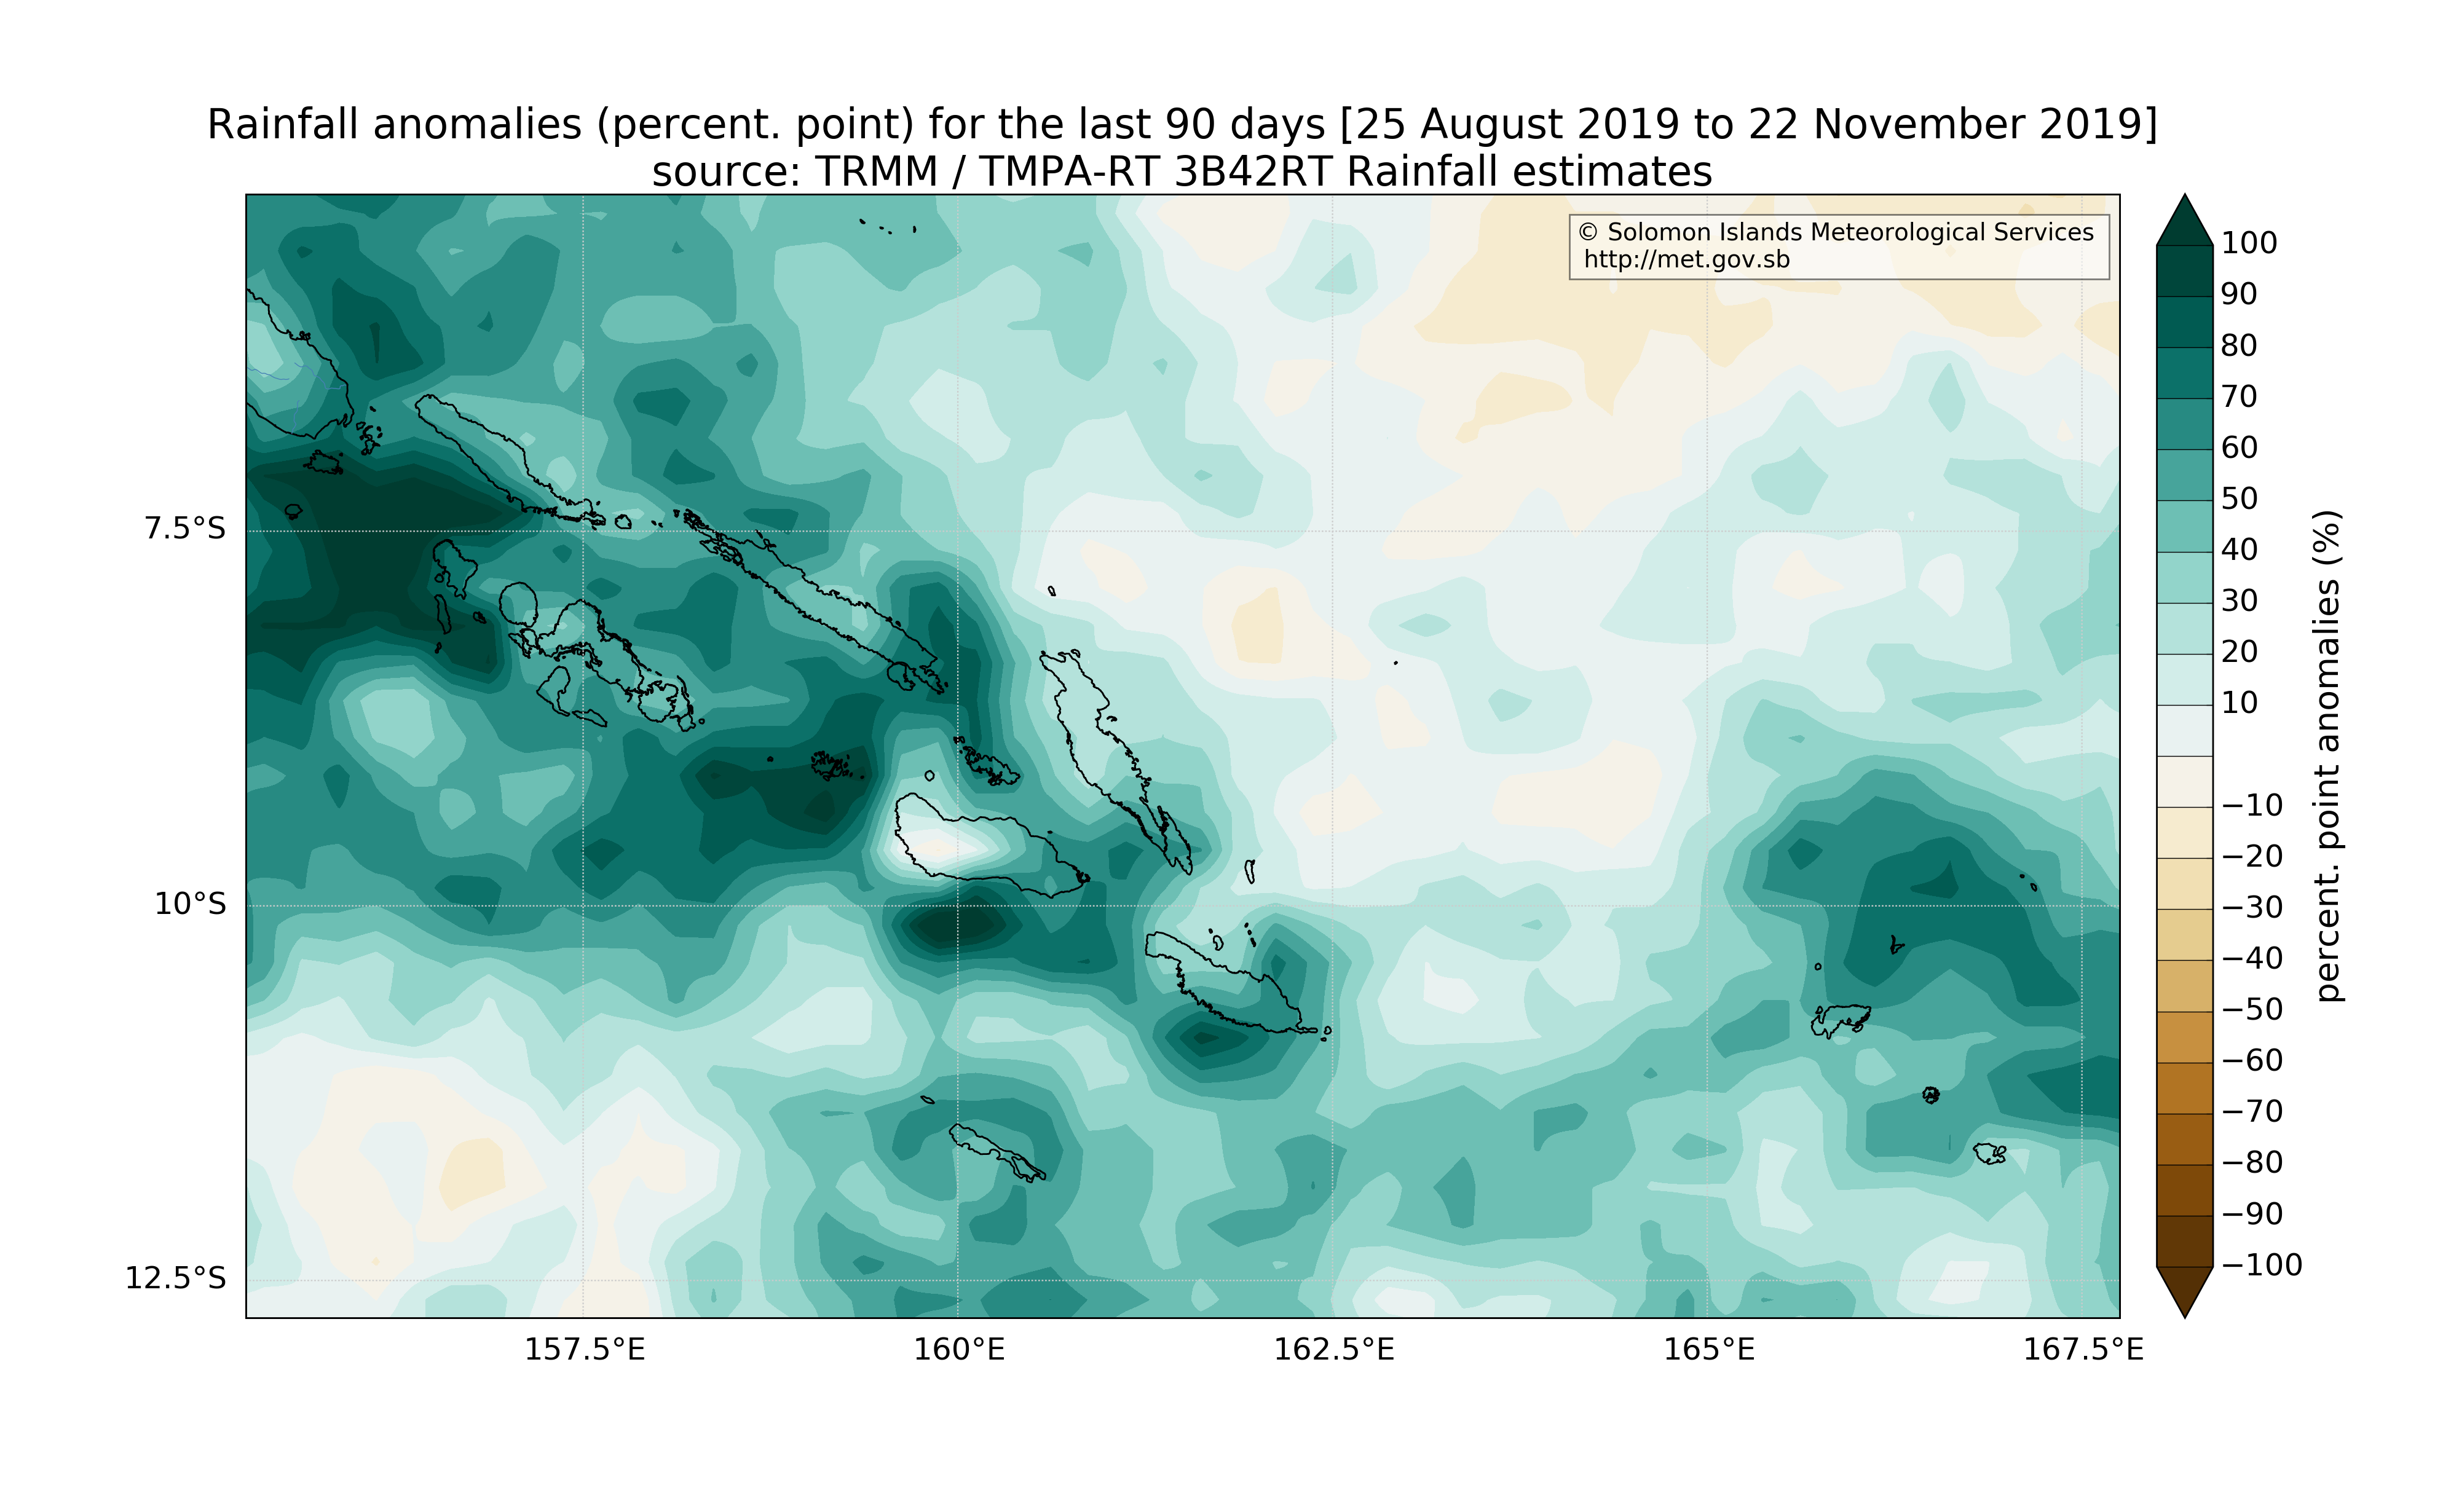 Rainfall anomalies (percent. point) for the last 90 days [25 August 2019 to 22 November 2019]
source: TRMM / TMPA-RT 3B42RT Rainfall estimates
© Solomon Islands Meteorological Services
http://met.gov.sb
7.5°S
10°S
12.5°S
157.5°E
160°E
162.5°E
165°E
167.5°E
100
90
80
70
60
50
40
30
20
10
−10
−20
−30
−40
−50
−60
−70
−80
−90
−100
percent. point anomalies (%)